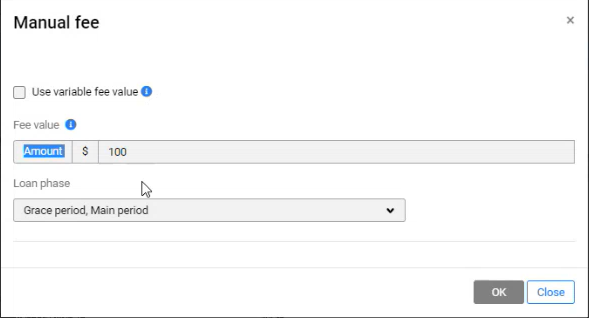 Manual fee
×
Use variable fee value
Fee value
Amount $ 100
Loan phase
Grace period, Main period
OK Close